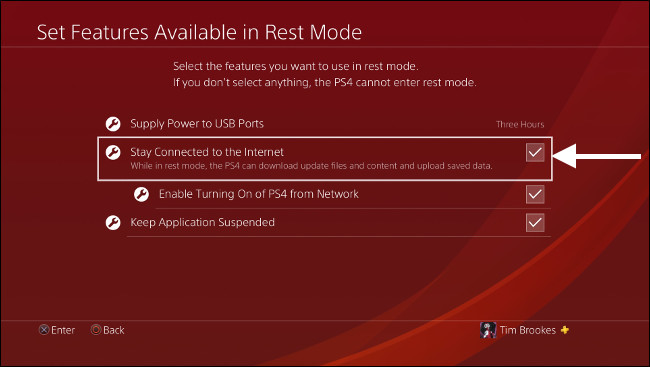 Set Features Available in Rest Mode
Select the features you want to use in rest mode.
If you don't select anything, the PS4 cannot enter rest mode.
Supply Power to USB Ports Three Hours
Stay Connected to the Internet
While in rest mode, the PS4 can download update files and content and upload saved data.
Enable Turning On of PS4 from Network
Keep Application Suspended
Enter Back Tim Brookes